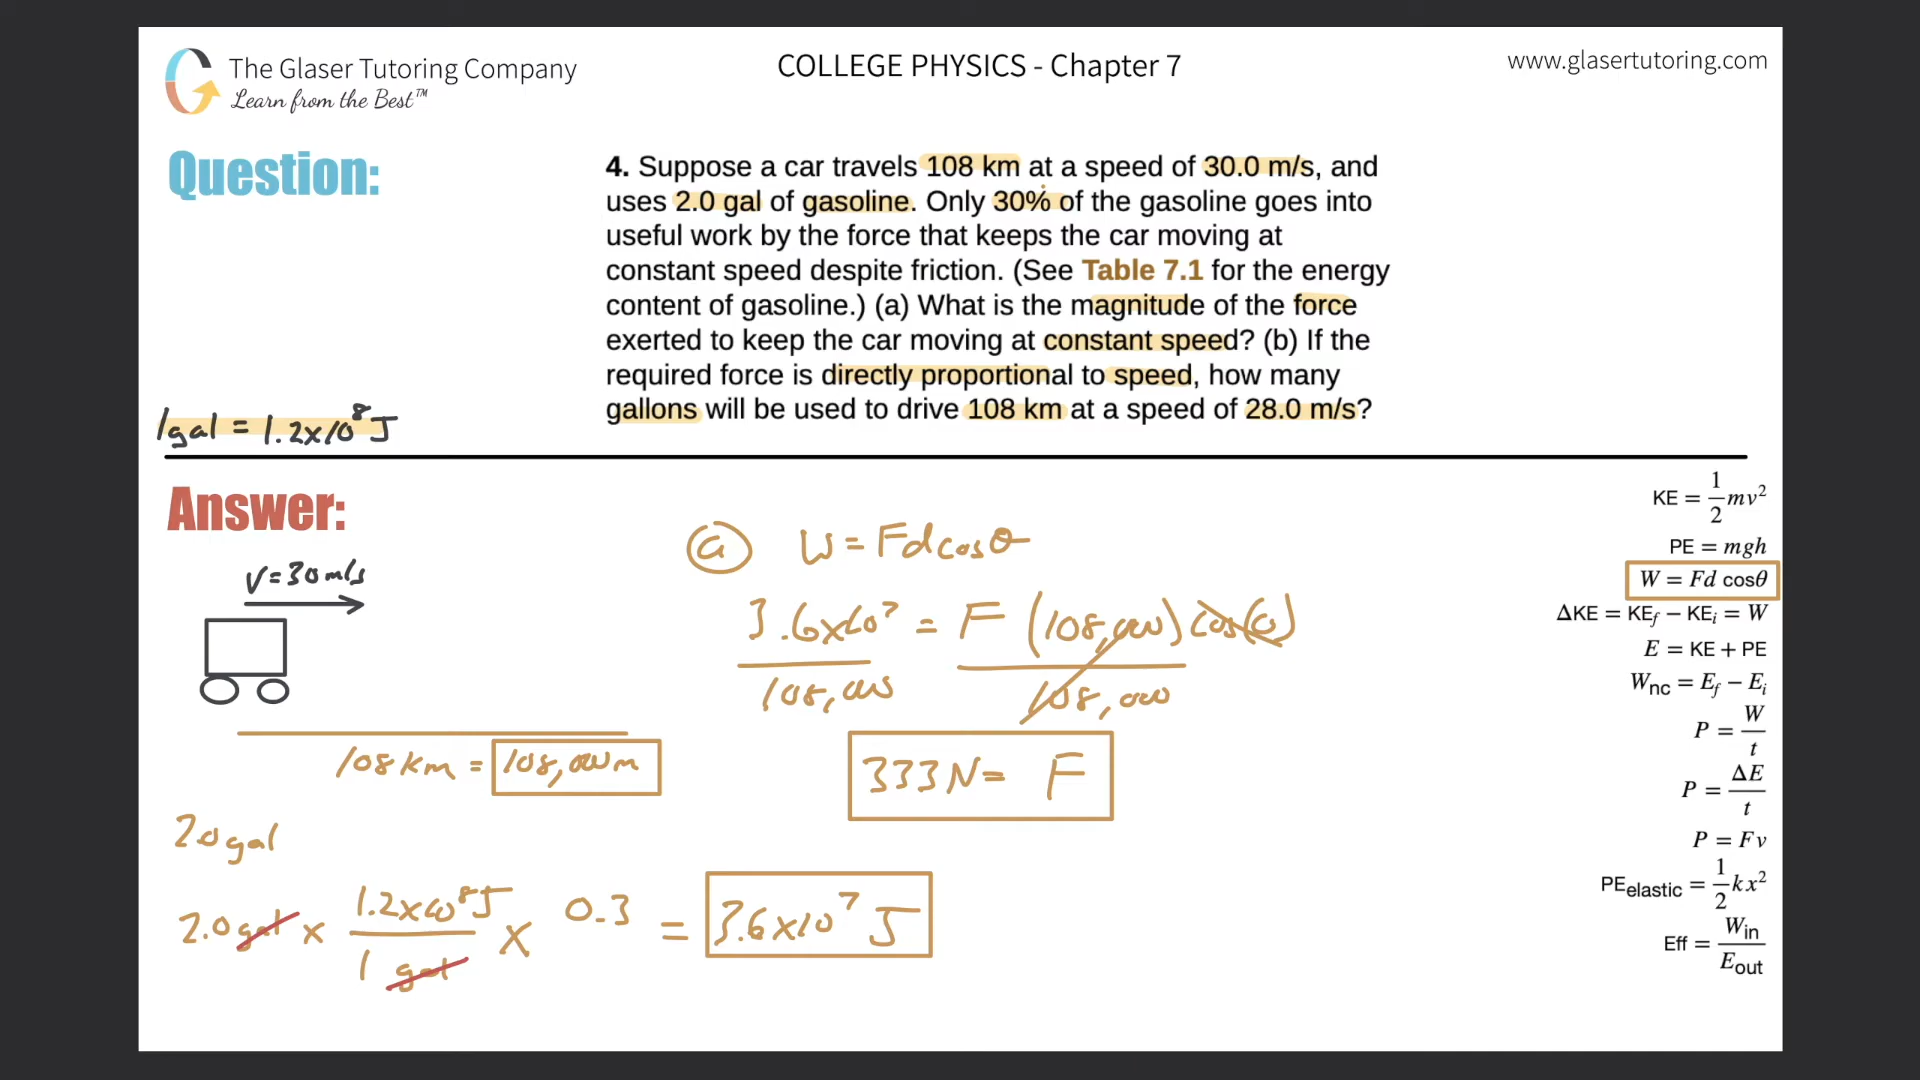 The Glaser Tutoring Company
Learn from the Best™
COLLEGE PHYSICS - Chapter 7
www.glasertutoring.com
Question:
4. Suppose a car travels 108 km at a speed of 30.0 m/s, and
uses 2.0 gal of gasoline. Only 30% of the gasoline goes into
useful work by the force that keeps the car moving at
constant speed despite friction. (See Table 7.1 for the energy
content of gasoline.) (a) What is the magnitude of the force
exerted to keep the car moving at constant speed? (b) If the
required force is directly proportional to speed, how many
gallons will be used to drive 108 km at a speed of 28.0 m/s?
1gal = 1.2x10⁸J
Answer:
V=30m/s
108km = 108,000m
2.0gal
2.0gal x 1.2x10⁸J / 1 gal x 0.3 = 3.6x10⁷ J
a W=Fdcosθ
3.6x10⁷ = F (108,000) cos(0)
108,000 108,000
333N= F
KE = 1/2 mv²
PE = mgh
W = Fd cosθ
ΔKE = KEf − KEi = W
E = KE + PE
Wnc = Ef − Ei
P = W/t
P = ΔE/t
P = Fv
PEelastic = 1/2 kx²
Eff = Win/Eout